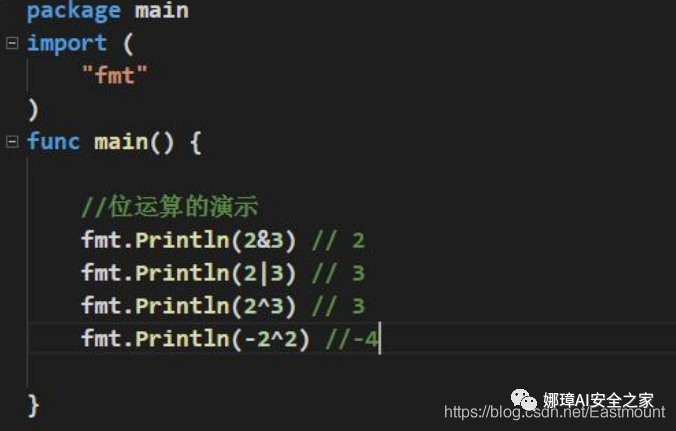 package main
import (
"fmt"
)
func main() {
//位运算的演示
fmt.Println(2&3) // 2
fmt.Println(2|3) // 3
fmt.Println(2^3) // 3
fmt.Println(-2^2) //-4
}
娜璋AI安全之家
https://blog.csdn.net/Eastmount